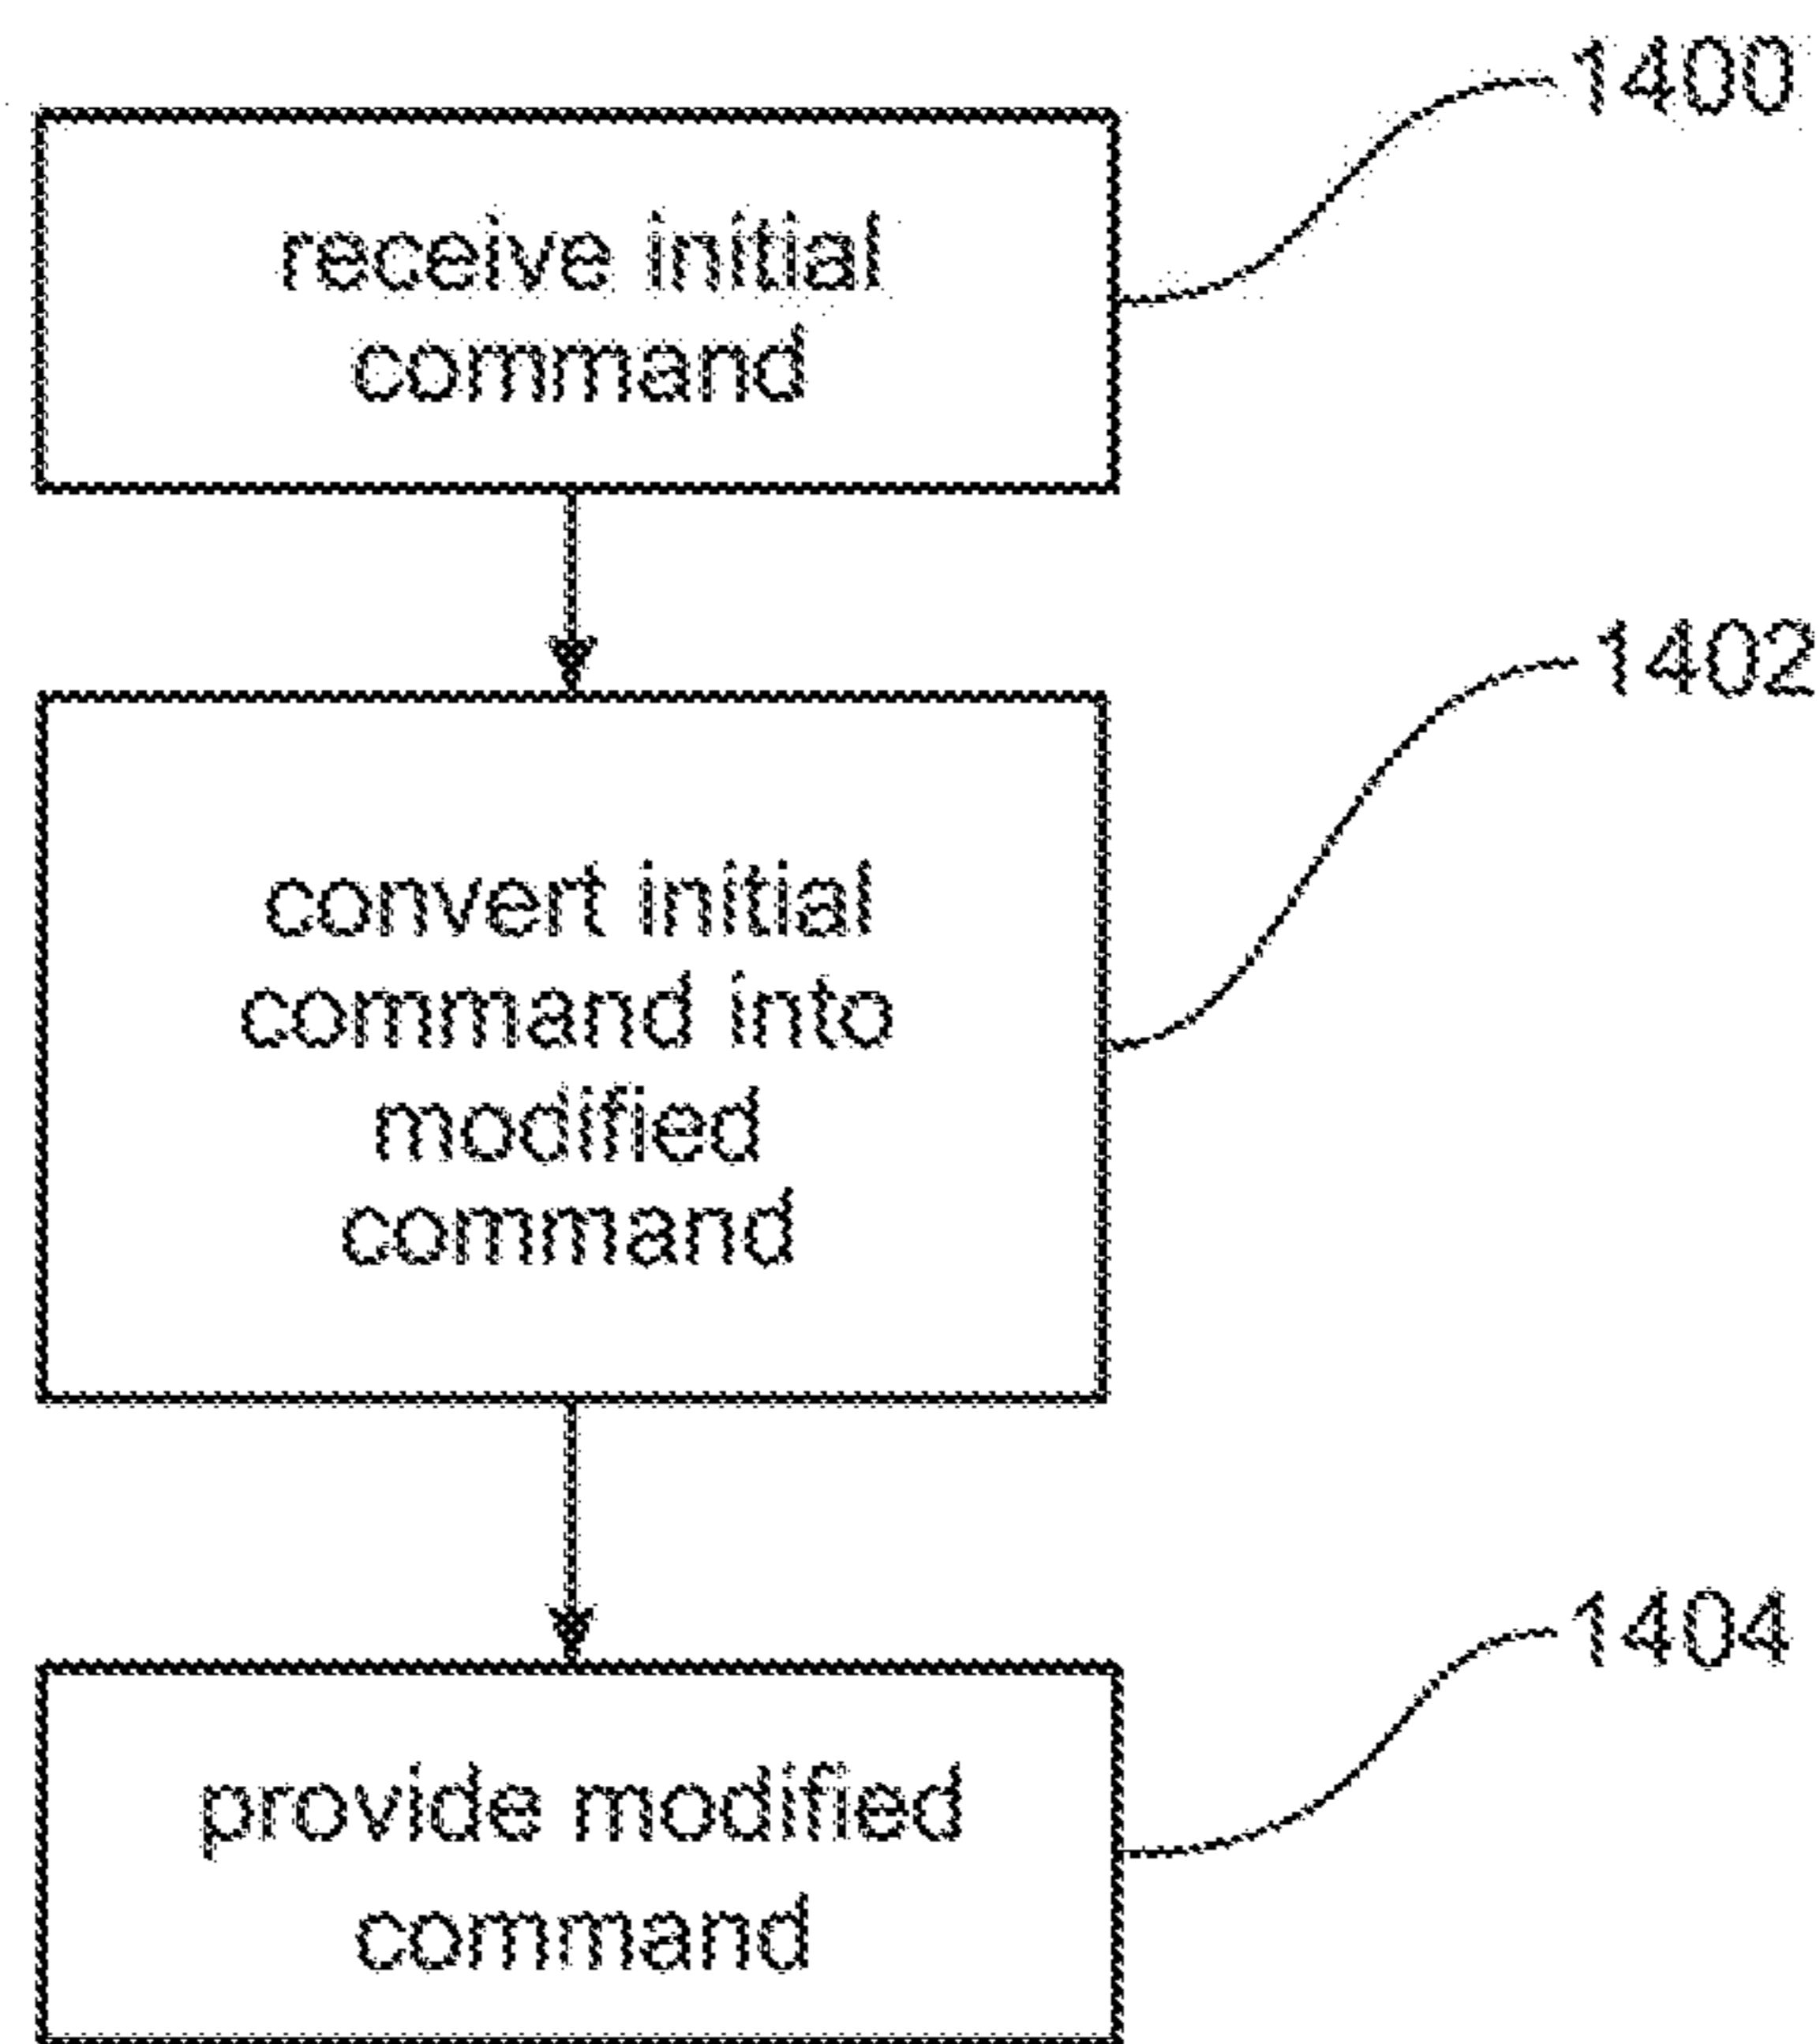 1400
receive initial
command
1402
convert initial
command into
modified
command
1404
provide modified
command